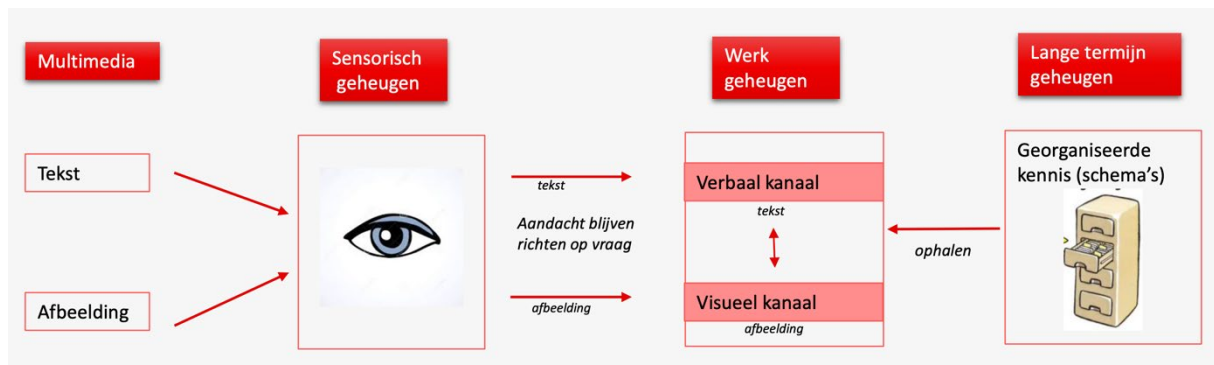 Multimedia
Sensorisch
geheugen
Werk
geheugen
Lange termijn
geheugen
Tekst
Afbeelding
tekst
Aandacht blijven
richten op vraag
afbeelding
Verbaal kanaal
tekst
Visueel kanaal
afbeelding
ophalen
Georganiseerde
kennis (schema's)